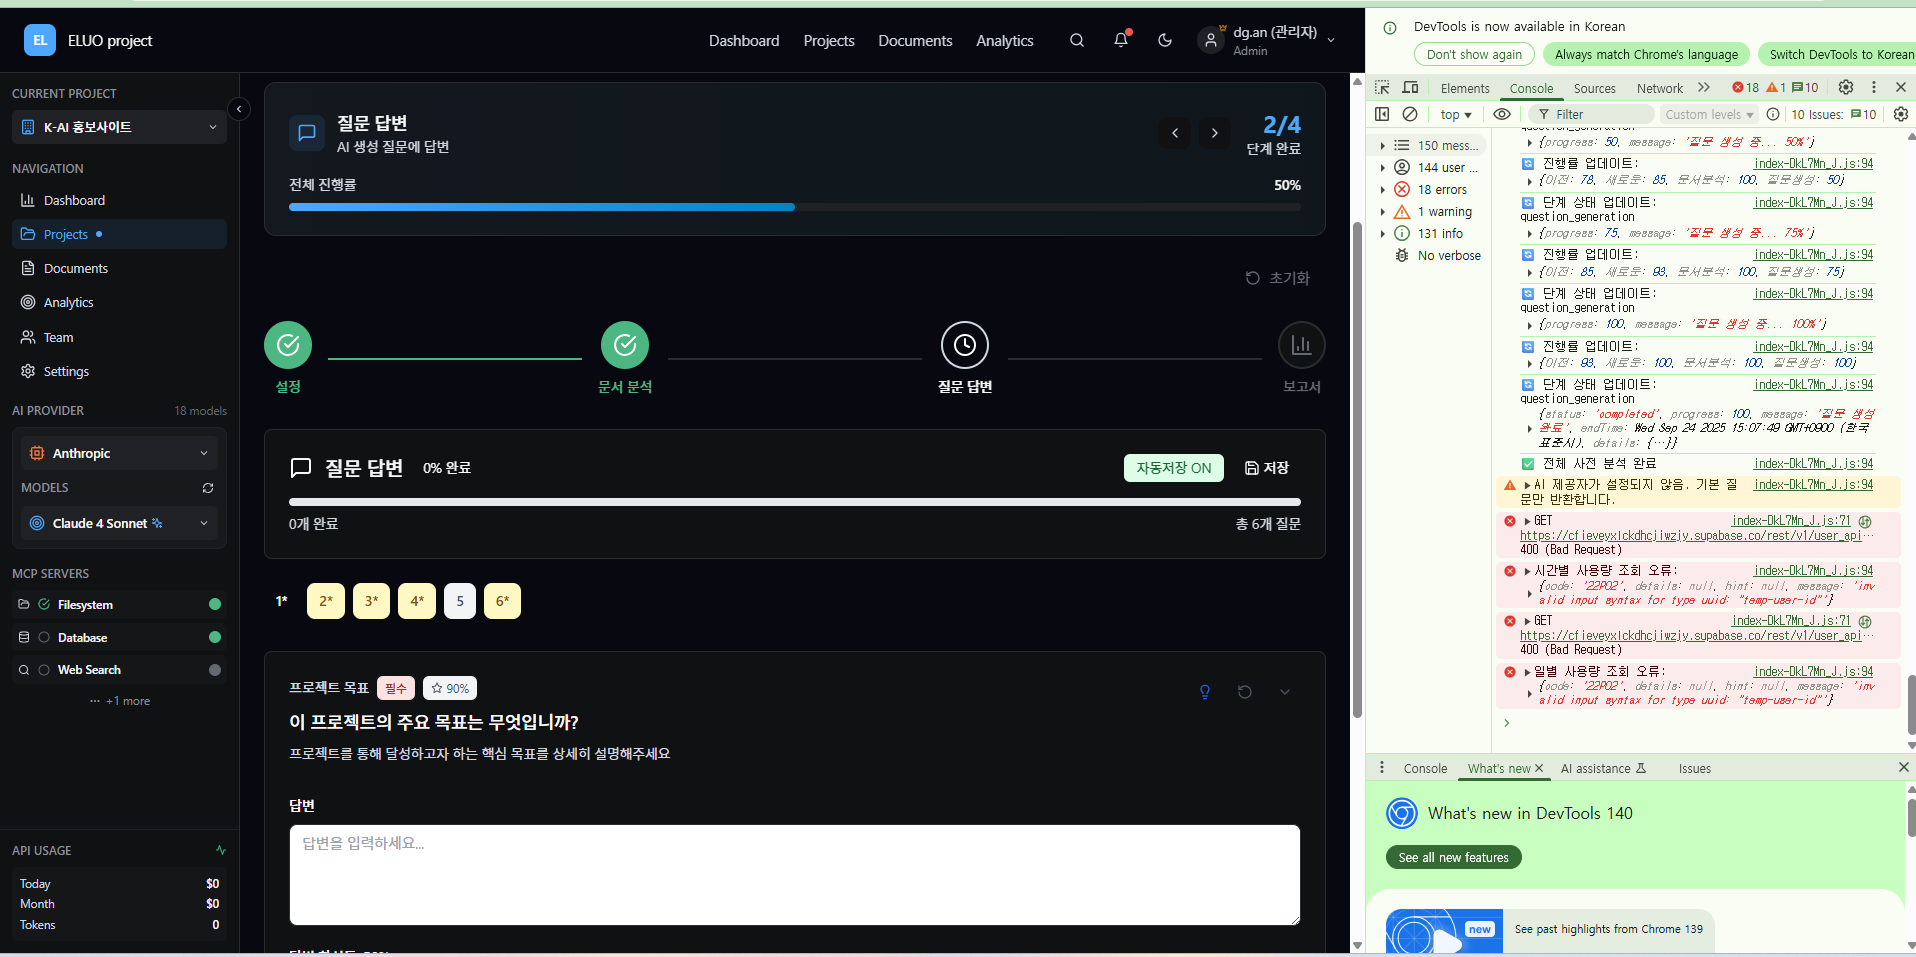 EL ELUO project
Dashboard Projects Documents Analytics
dg.an (관리자)
Admin
CURRENT PROJECT
K-AI 홍보사이트
NAVIGATION
Dashboard
Projects
Documents
Analytics
Team
Settings
AI PROVIDER 18 models
Anthropic
MODELS
Claude 4 Sonnet
MCP SERVERS
Filesystem
Database
Web Search
··· +1 more
API USAGE
Today $0
Month $0
Tokens 0
질문 답변
AI 생성 질문에 답변
2/4
단계 완료
전체 진행률 50%
초기화
설정
문서 분석
질문 답변
보고서
질문 답변 0% 완료 자동저장 ON 저장
0개 완료 총 6개 질문
1* 2* 3* 4* 5 6*
프로젝트 목표 필수 90%
이 프로젝트의 주요 목표는 무엇입니까?
프로젝트를 통해 달성하고자 하는 핵심 목표를 상세히 설명해주세요
답변
답변을 입력하세요...
DevTools is now available in Korean
Don't show again Always match Chrome's language Switch DevTools to Korean
Elements Console Sources Network 18 1 10
top Filter Custom levels 10 Issues: 10
150 mess...
144 user ...
18 errors
1 warning
131 info
No verbose
question_generation
{progress: 50, message: '질문 생성 중... 50%'}
진행률 업데이트: index-DkL7Mn_J.js:94
{이전: 78, 새로운: 85, 문서분석: 100, 질문생성: 50}
단계 상태 업데이트: index-DkL7Mn_J.js:94
question_generation
{progress: 75, message: '질문 생성 중... 75%'}
진행률 업데이트: index-DkL7Mn_J.js:94
{이전: 85, 새로운: 93, 문서분석: 100, 질문생성: 75}
단계 상태 업데이트: index-DkL7Mn_J.js:94
question_generation
{progress: 100, message: '질문 생성 중... 100%'}
진행률 업데이트: index-DkL7Mn_J.js:94
{이전: 93, 새로운: 100, 문서분석: 100, 질문생성: 100}
단계 상태 업데이트: index-DkL7Mn_J.js:94
question_generation
{status: 'completed', progress: 100, message: '질문 생성
완료', endTime: Wed Sep 24 2025 15:07:49 GMT+0900 (한국
표준시), details: {…}}
전체 사전 분석 완료 index-DkL7Mn_J.js:94
AI 제공자가 설정되지 않음. 기본 질 index-DkL7Mn_J.js:94
문만 반환합니다.
GET index-DkL7Mn_J.js:71
https://cfieveyxlckdhcjiwzjy.supabase.co/rest/v1/user_api…
400 (Bad Request)
시간별 사용량 조회 오류: index-DkL7Mn_J.js:94
{code: '22P02', details: null, hint: null, message: 'inv
alid input syntax for type uuid: "temp-user-id"'}
GET index-DkL7Mn_J.js:71
https://cfieveyxlckdhcjiwzjy.supabase.co/rest/v1/user_api…
400 (Bad Request)
일별 사용량 조회 오류: index-DkL7Mn_J.js:94
{code: '22P02', details: null, hint: null, message: 'inv
alid input syntax for type uuid: "temp-user-id"'}
Console What's new AI assistance Issues
What's new in DevTools 140
See all new features
new
See past highlights from Chrome 139